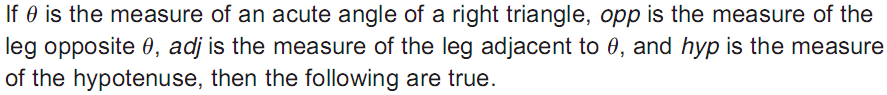 If θ is the measure of an acute angle of a right triangle, opp is the measure of the
leg opposite θ, adj is the measure of the leg adjacent to θ, and hyp is the measure
of the hypotenuse, then the following are true.